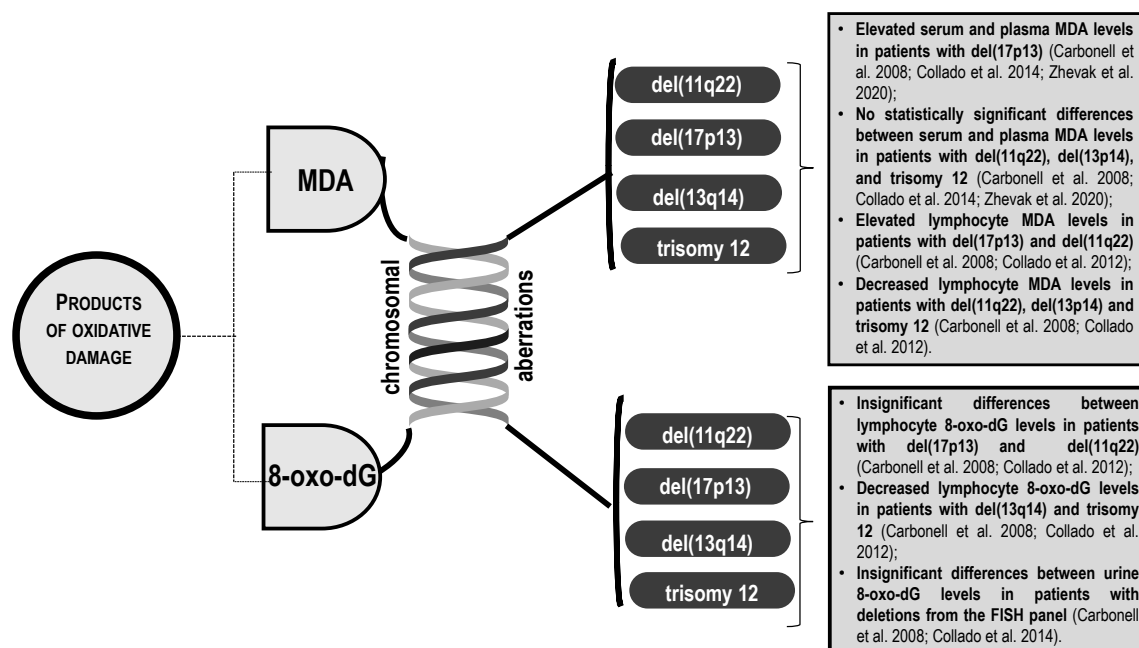 PRODUCTS
OF OXIDATIVE
DAMAGE
MDA
8-oxo-dG
chromosomal
aberrations
del(11q22)
del(17p13)
del(13q14)
trisomy 12
• Elevated serum and plasma MDA levels
in patients with del(17p13) (Carbonell et
al. 2008; Collado et al. 2014; Zhevak et al.
2020);
• No statistically significant differences
between serum and plasma MDA levels
in patients with del(11q22), del(13p14),
and trisomy 12 (Carbonell et al. 2008;
Collado et al. 2014; Zhevak et al. 2020);
• Elevated lymphocyte MDA levels in
patients with del(17p13) and del(11q22)
(Carbonell et al. 2008; Collado et al. 2012);
• Decreased lymphocyte MDA levels in
patients with del(11q22), del(13p14) and
trisomy 12 (Carbonell et al. 2008; Collado
et al. 2012).
del(11q22)
del(17p13)
del(13q14)
trisomy 12
• Insignificant differences between
lymphocyte 8-oxo-dG levels in patients
with del(17p13) and del(11q22)
(Carbonell et al. 2008; Collado et al. 2012);
• Decreased lymphocyte 8-oxo-dG levels
in patients with del(13q14) and trisomy
12 (Carbonell et al. 2008; Collado et al.
2012);
• Insignificant differences between urine
8-oxo-dG levels in patients with
deletions from the FISH panel (Carbonell
et al. 2008; Collado et al. 2014).